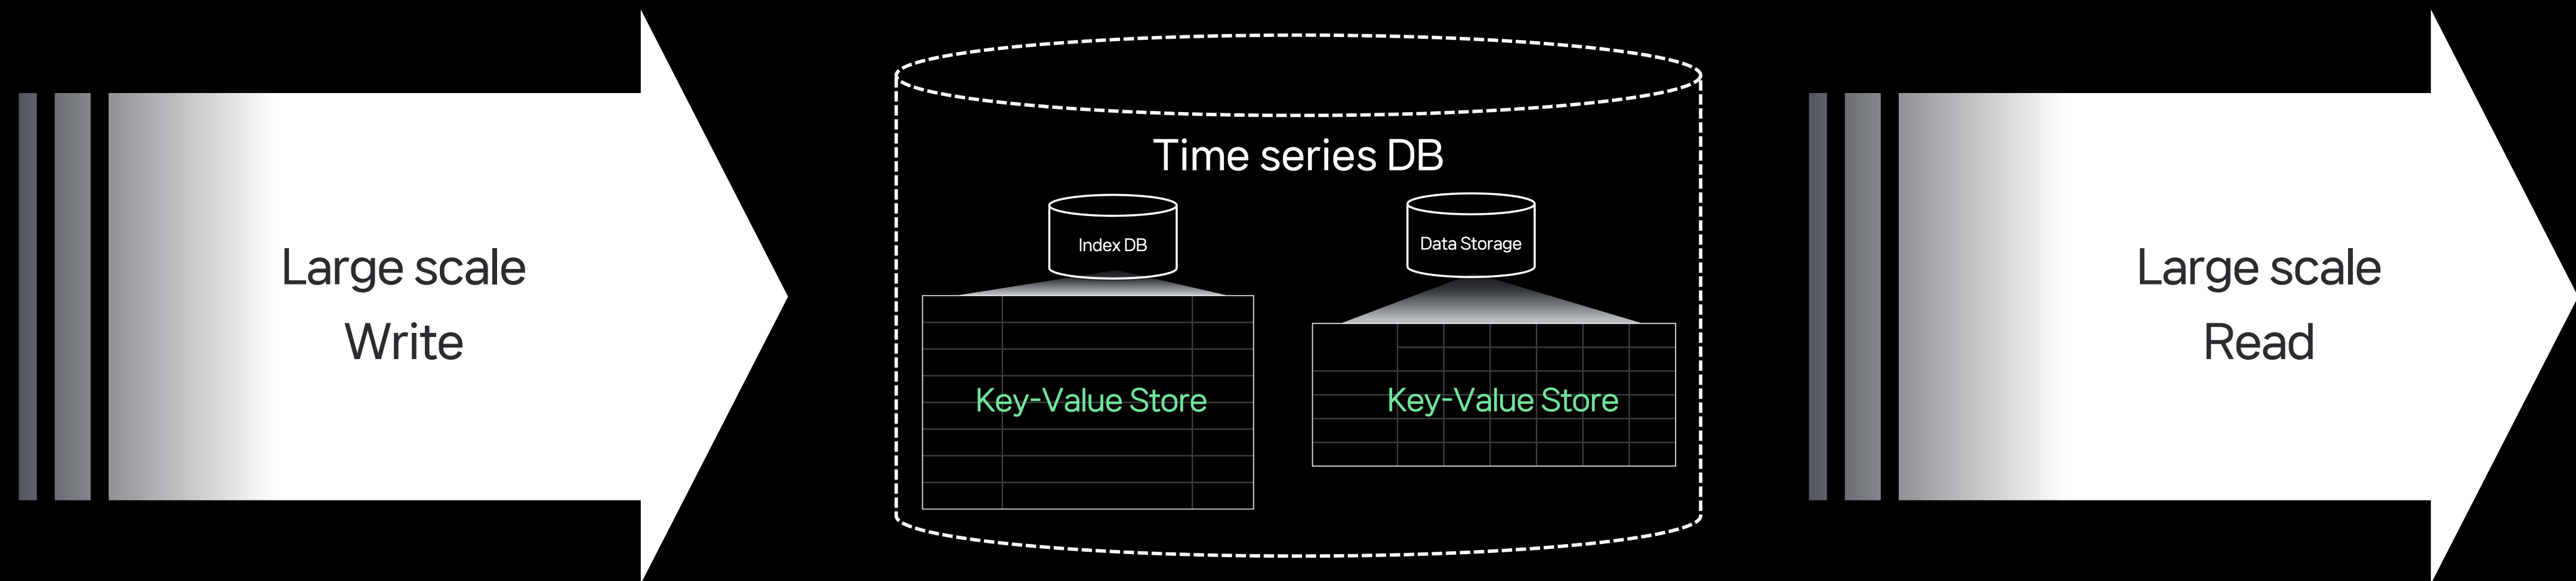 Large scale
Write
Time series DB
Index DB
Data Storage
Key-Value Store
Key-Value Store
Large scale
Read